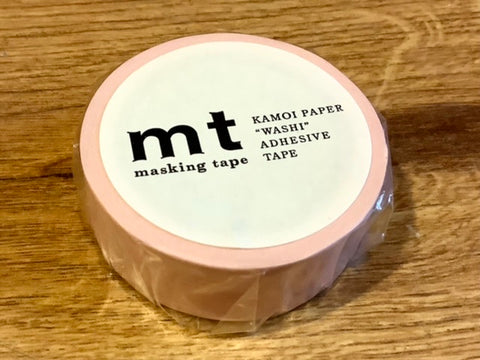 mt
masking tape
KAMOI PAPER
“WASHI”
ADHESIVE
TAPE